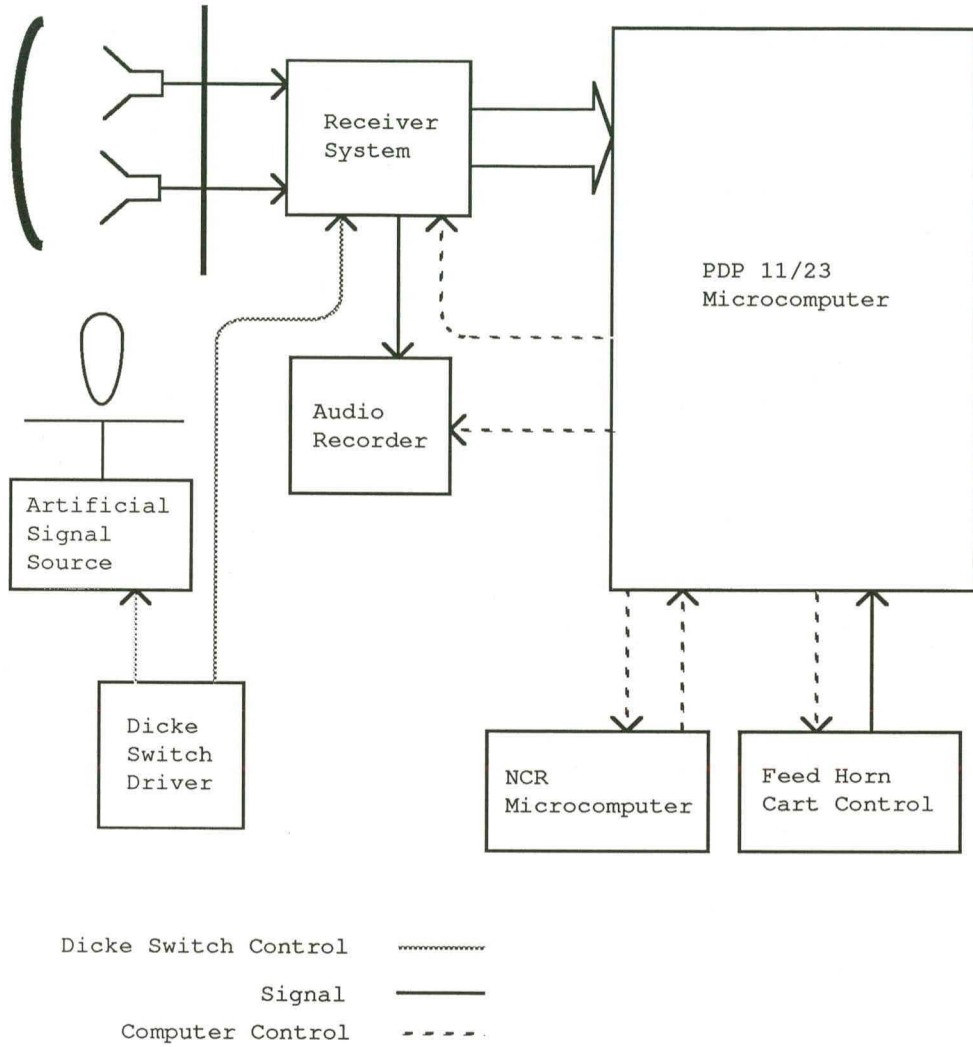 Receiver
System
PDP 11/23
Microcomputer
Audio
Recorder
Artificial
Signal
Source
Dicke
Switch
Driver
NCR
Microcomputer
Feed Horn
Cart Control
Dicke Switch Control
Signal
Computer Control